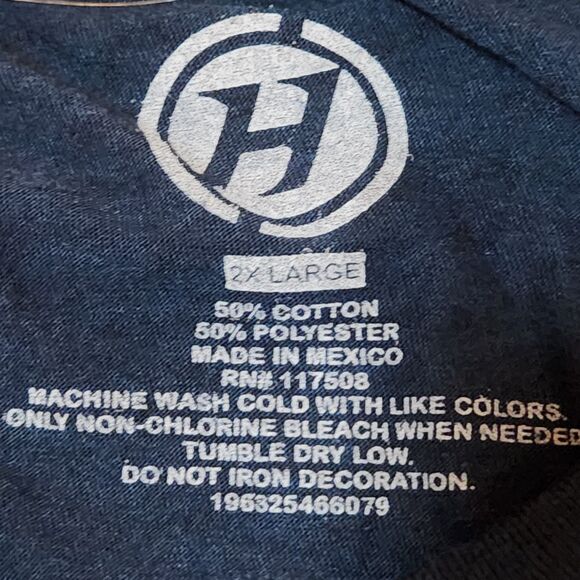 H
2X LARGE
50% COTTON
50% POLYESTER
MADE IN MEXICO
RN# 117508
MACHINE WASH COLD WITH LIKE COLORS.
ONLY NON-CHLORINE BLEACH WHEN NEEDED
TUMBLE DRY LOW.
DO NOT IRON DECORATION.
196325466079